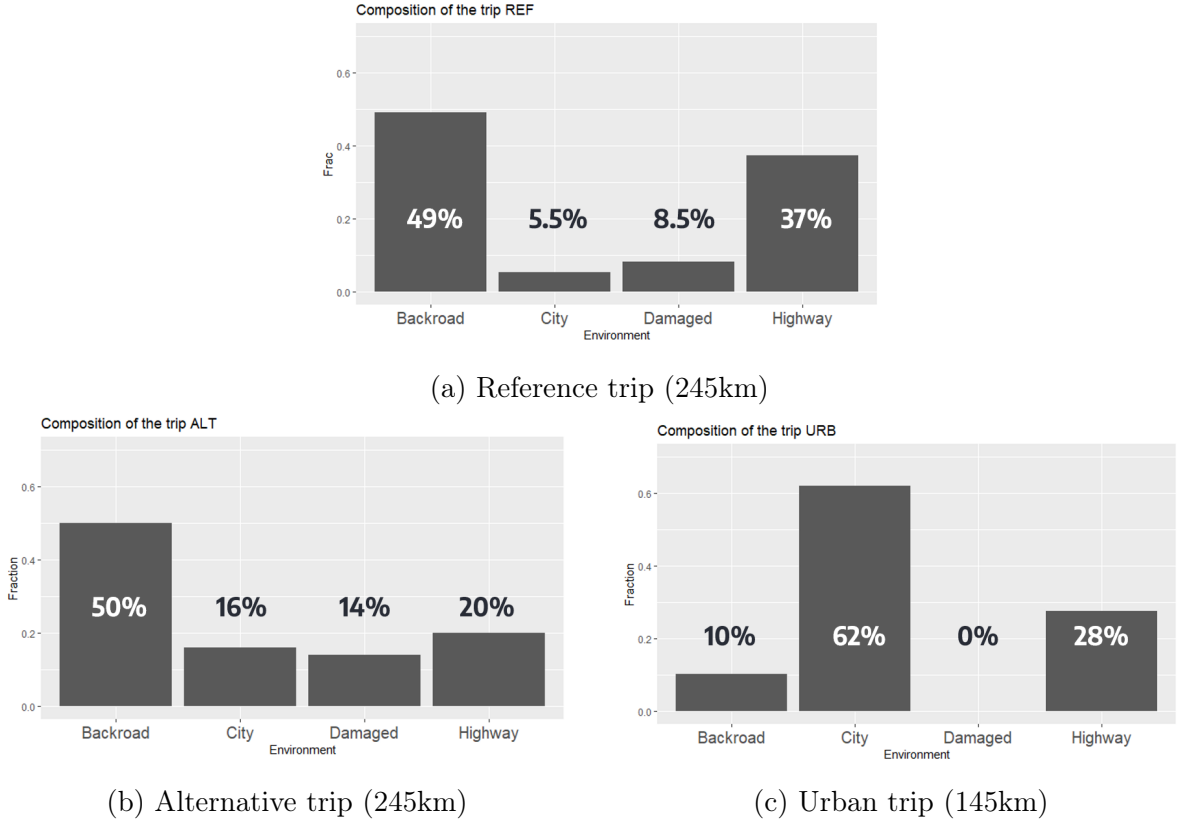 Composition of the trip REF
Frac
0.6
0.4
0.2
0.0
49%
5.5%
8.5%
37%
Backroad
City
Damaged
Highway
Environment
(a) Reference trip (245km)
Composition of the trip ALT
Fraction
0.6
0.4
0.2
0.0
50%
16%
14%
20%
Backroad
City
Damaged
Highway
Environment
(b) Alternative trip (245km)
Composition of the trip URB
Fraction
0.6
0.4
0.2
0.0
10%
62%
0%
28%
Backroad
City
Damaged
Highway
Environment
(c) Urban trip (145km)